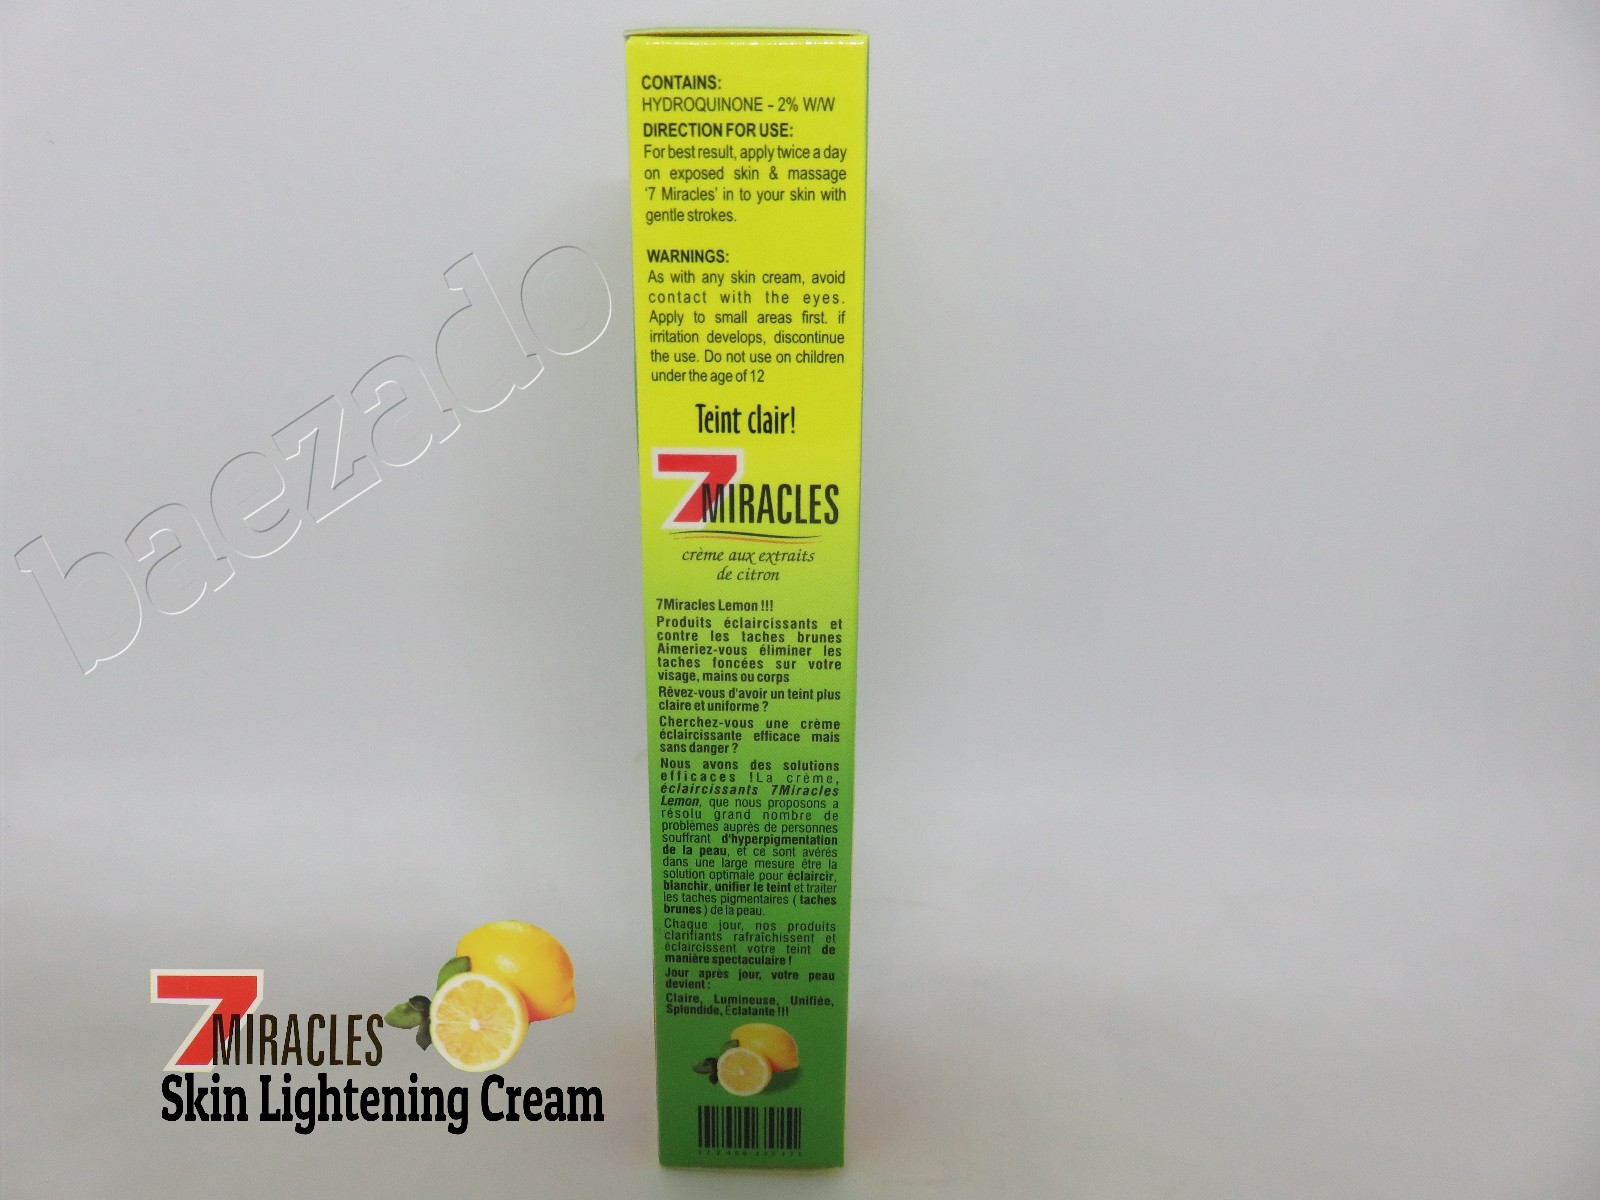 CONTAINS:
HYDROQUINONE - 2% W/W
DIRECTION FOR USE:
For best result, apply twice a day
on exposed skin & massage
'7 Miracles' in to your skin with
gentle strokes.
WARNINGS:
As with any skin cream, avoid
contact with the eyes.
Apply to small areas first. if
irritation develops, discontinue
the use. Do not use on children
under the age of 12
Teint clair!
7 MIRACLES
crème aux extraits
de citron
7Miracles Lemon !!!
Produits éclaircissants et
contre les taches brunes
Aimeriez-vous éliminer les
taches foncées sur votre
visage, mains ou corps
Rêvez-vous d'avoir un teint plus
claire et uniforme ?
Cherchez-vous une crème
éclaircissante efficace mais
sans danger ?
Nous avons des solutions
efficaces !La crème,
éclaircissants 7Miracles
Lemon, que nous proposons a
résolu grand nombre de
problèmes auprès de personnes
souffrant d'hyperpigmentation
de la peau, et ce sont avérés
dans une large mesure être la
solution optimale pour éclaircir,
blanchir, unifier le teint et traiter
les taches pigmentaires ( taches
brunes ) de la peau.
Chaque jour, nos produits
clarifiants rafraîchissent et
éclaircissent votre teint de
manière spectaculaire !
Jour après jour, votre peau
devient :
Claire, Lumineuse, Unifiée,
Splendide, Eclatante !!!
baezado
7 MIRACLES
Skin Lightening Cream